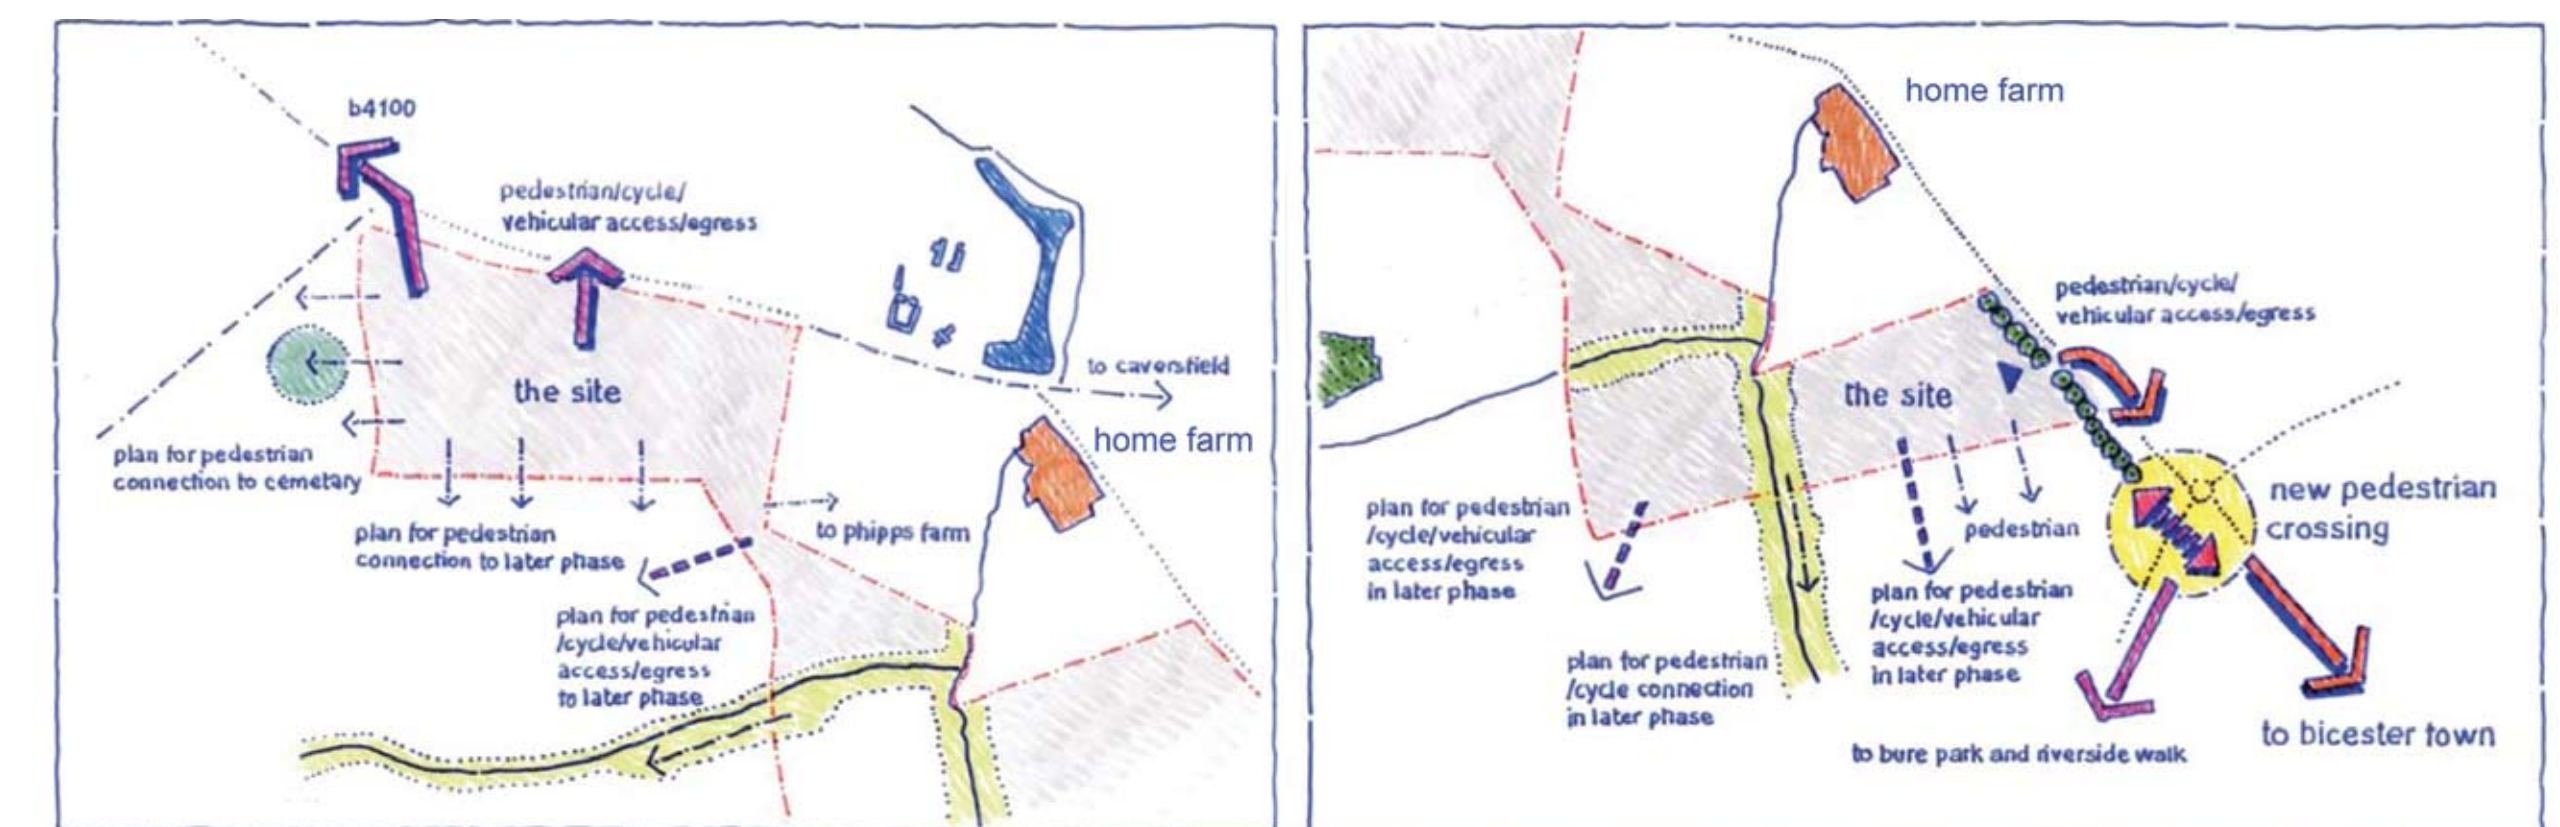 b4100
pedestrian/cycle/
vehicular access/egress
the site
to caversfield
home farm
plan for pedestrian
connection to cemetary
plan for pedestrian
connection to later phase
to phipps farm
plan for pedestrian
/cycle/vehicular
access/egress
to later phase
home farm
pedestrian/cycle/
vehicular access/egress
the site
new pedestrian
crossing
plan for pedestrian
/cycle/vehicular
access/egress
in later phase
pedestrian
plan for pedestrian
/cycle/vehicular
access/egress
in later phase
plan for pedestrian
/cycle connection
in later phase
to bure park and riverside walk
to bicester town